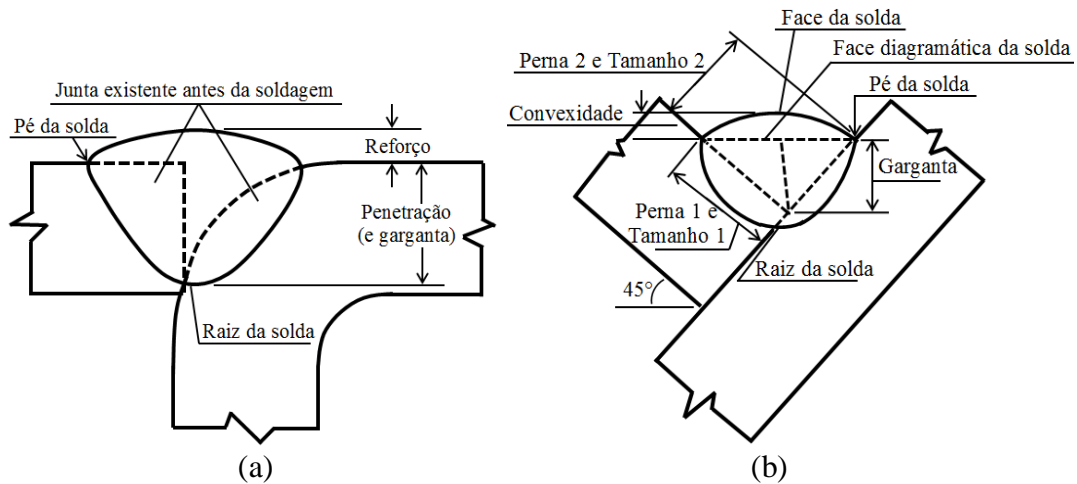 Junta existente antes da soldagem
Pé da solda
Reforço
Penetração
(e garganta)
Raiz da solda
(a)
Face da solda
Face diagramática da solda
Perna 2 e Tamanho 2
Pé da solda
Convexidade
Garganta
Perna 1 e
Tamanho 1
Raiz da solda
45°
(b)